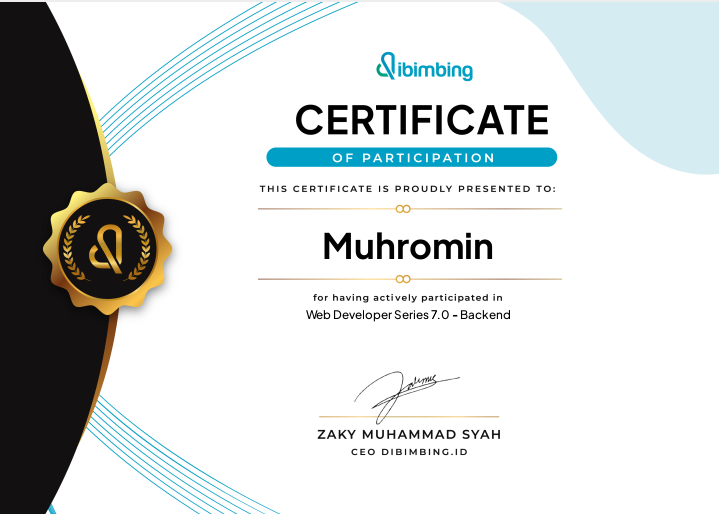 dibimbing
CERTIFICATE
OF PARTICIPATION
THIS CERTIFICATE IS PROUDLY PRESENTED TO:
Muhromin
for having actively participated in
Web Developer Series 7.0 - Backend
ZAKY MUHAMMAD SYAH
CEO DIBIMBING.ID